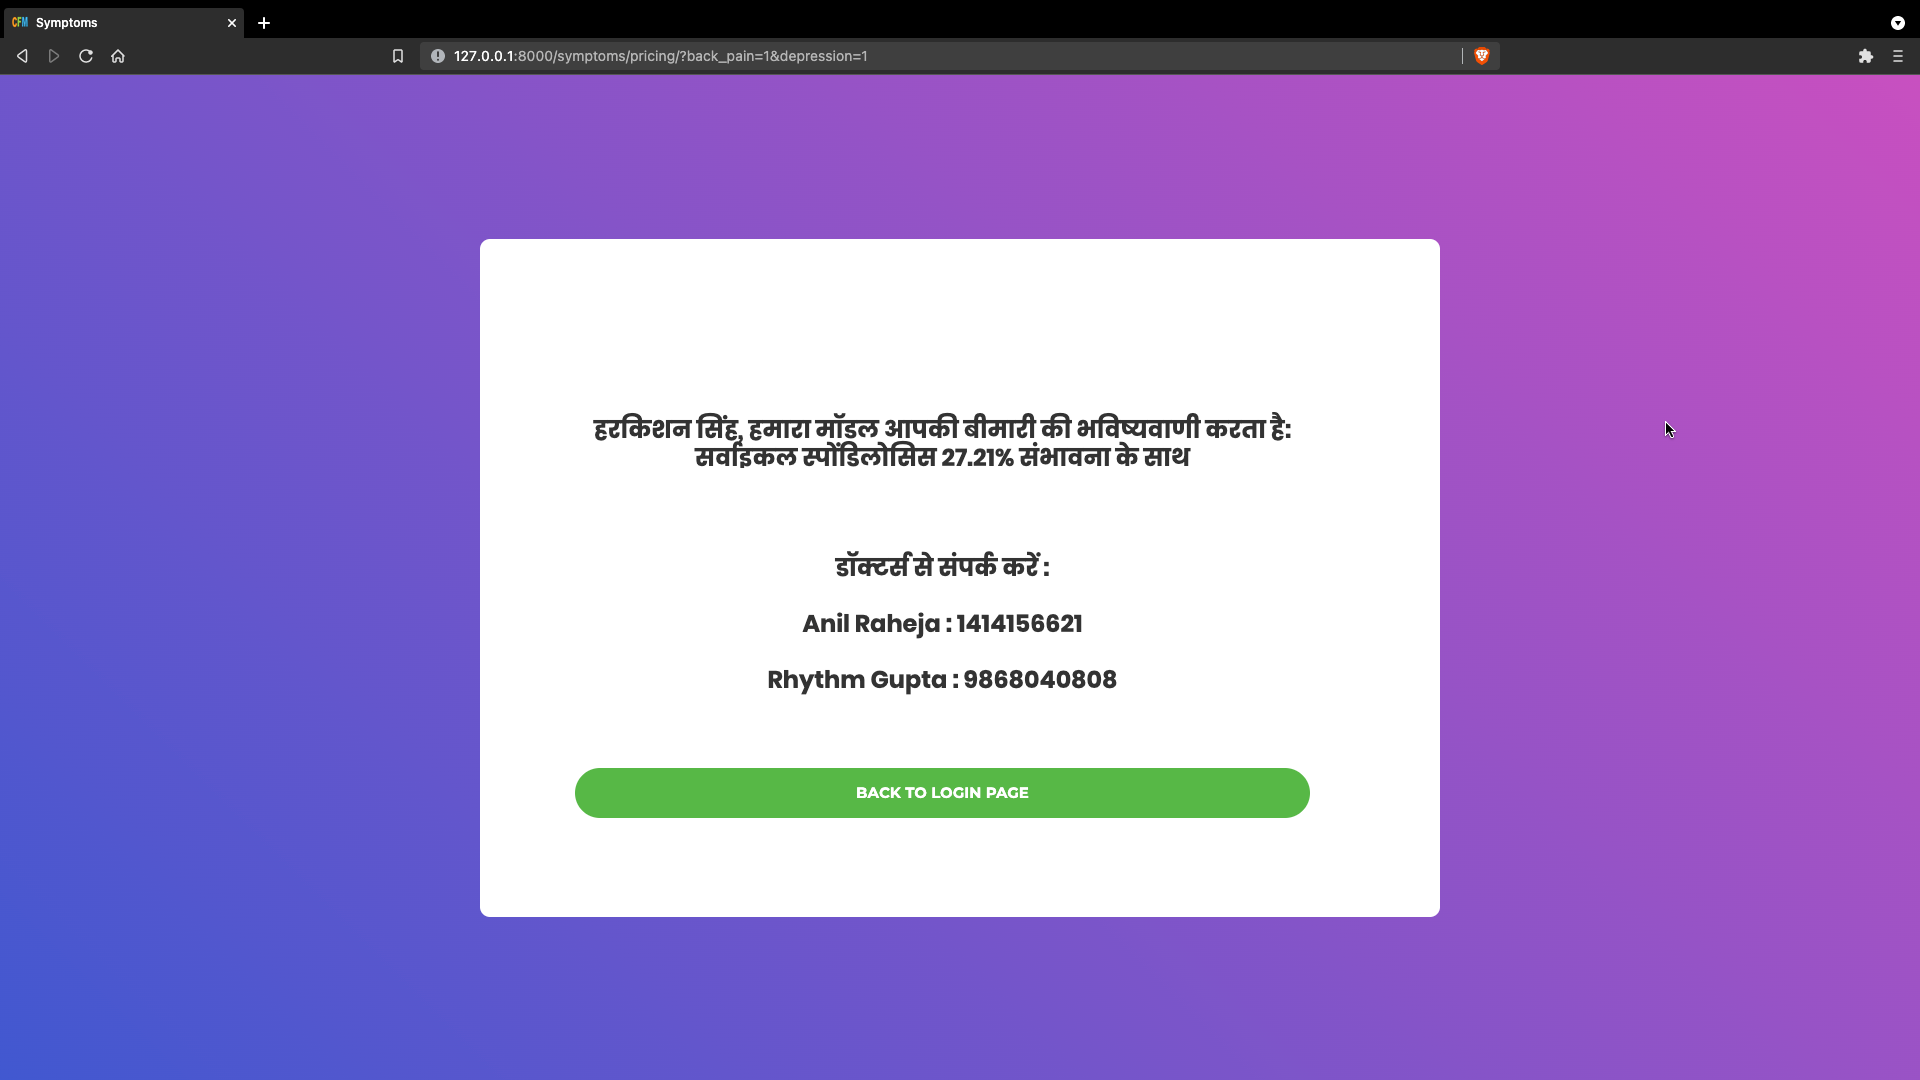 CFM Symptoms
127.0.0.1:8000/symptoms/pricing/?back_pain=1&depression=1
हरकिशन सिंह, हमारा मॉडल आपकी बीमारी की भविष्यवाणी करता है:
सर्वाइकल स्पोंडिलोसिस 27.21% संभावना के साथ
डॉक्टर्स से संपर्क करें :
Anil Raheja : 1414156621
Rhythm Gupta : 9868040808
BACK TO LOGIN PAGE